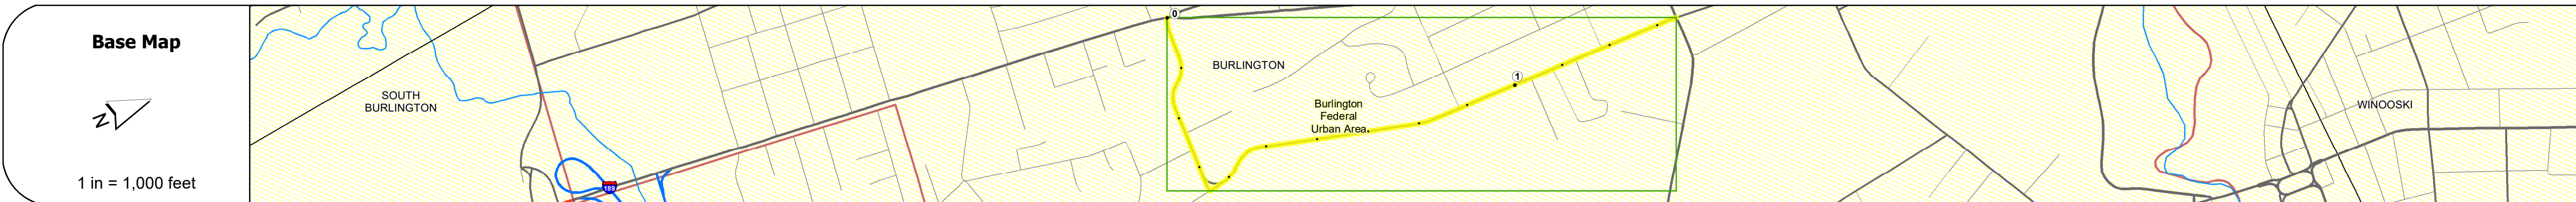 Base Map
N
1 in = 1,000 feet
SOUTH
BURLINGTON
189
0
BURLINGTON
Burlington
Federal
Urban Area
1
WINOOSKI